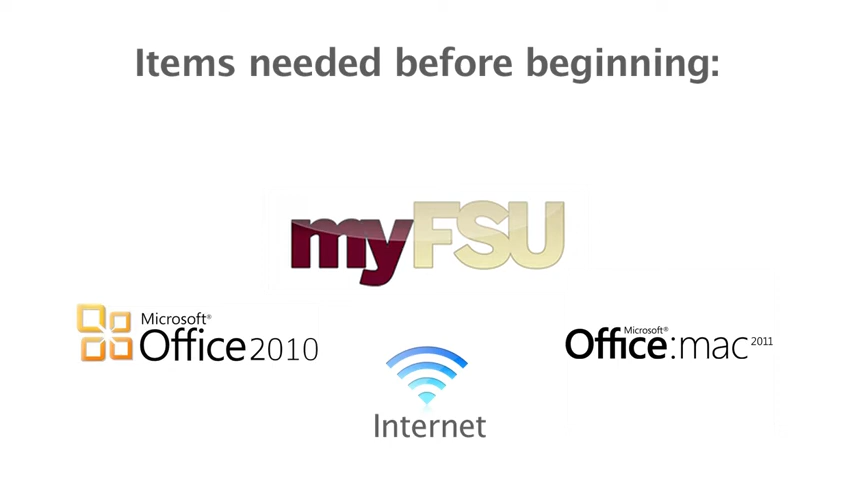 Items needed before beginning:
myFSU
Microsoft®
Office 2010
Microsoft®
Office:mac 2011
Internet